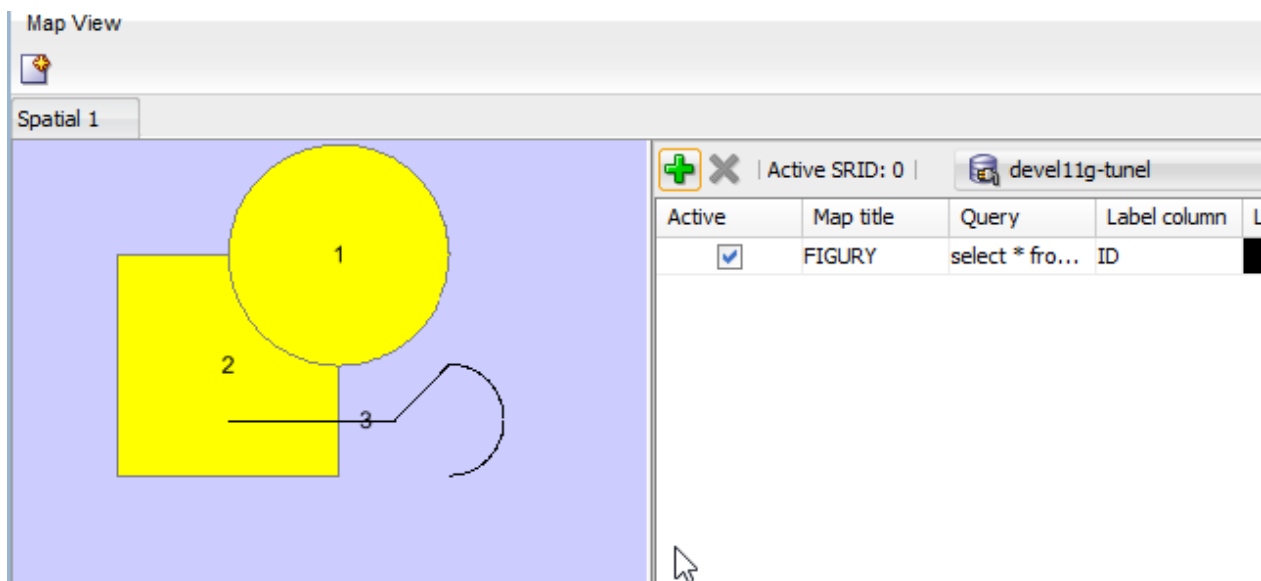 Map View
Spatial 1
Active SRID: 0 devel11g-tunel
Active Map title Query Label column L
FIGURY select * fro... ID
1
2
3